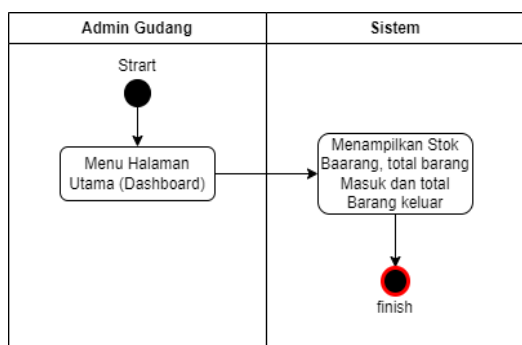 Admin Gudang
Sistem
Strart
Menu Halaman
Utama (Dashboard)
Menampilkan Stok
Baarang, total barang
Masuk dan total
Barang keluar
finish